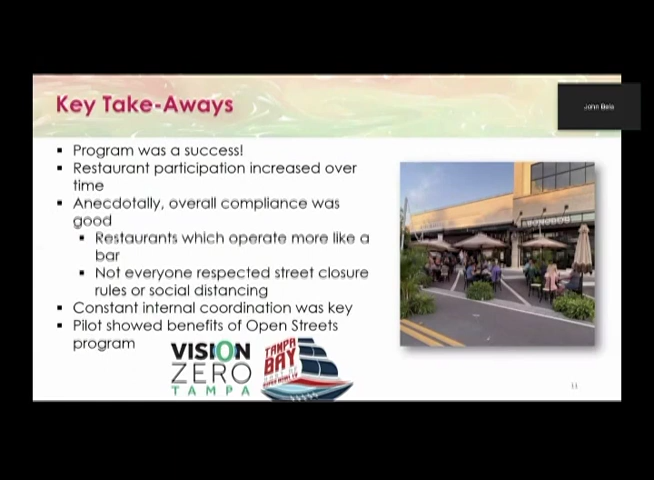 Key Take-Aways
John Bela
▪ Program was a success!
▪ Restaurant participation increased over
time
▪ Anecdotally, overall compliance was
good
▪ Restaurants which operate more like a
bar
▪ Not everyone respected street closure
rules or social distancing
▪ Constant internal coordination was key
▪ Pilot showed benefits of Open Streets
program
VISION
ZERO
TAMPA
TAMPA
BAY
11